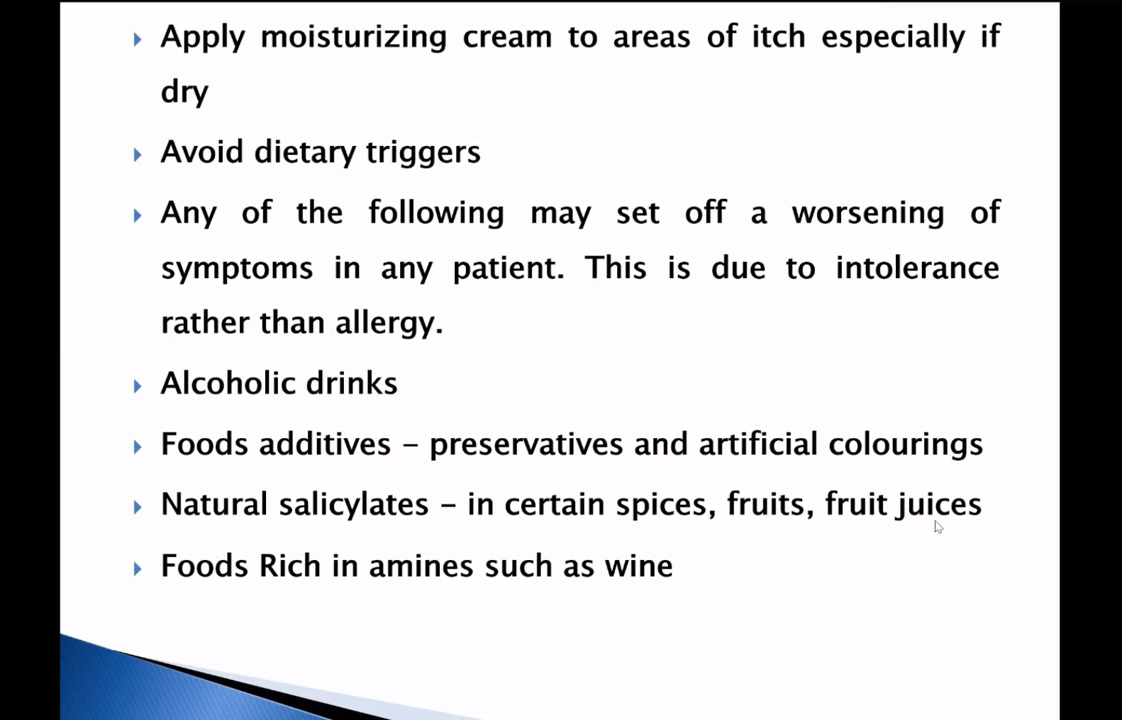 Apply moisturizing cream to areas of itch especially if
dry
Avoid dietary triggers
Any of the following may set off a worsening of
symptoms in any patient. This is due to intolerance
rather than allergy.
Alcoholic drinks
Foods additives – preservatives and artificial colourings
Natural salicylates – in certain spices, fruits, fruit juices
Foods Rich in amines such as wine